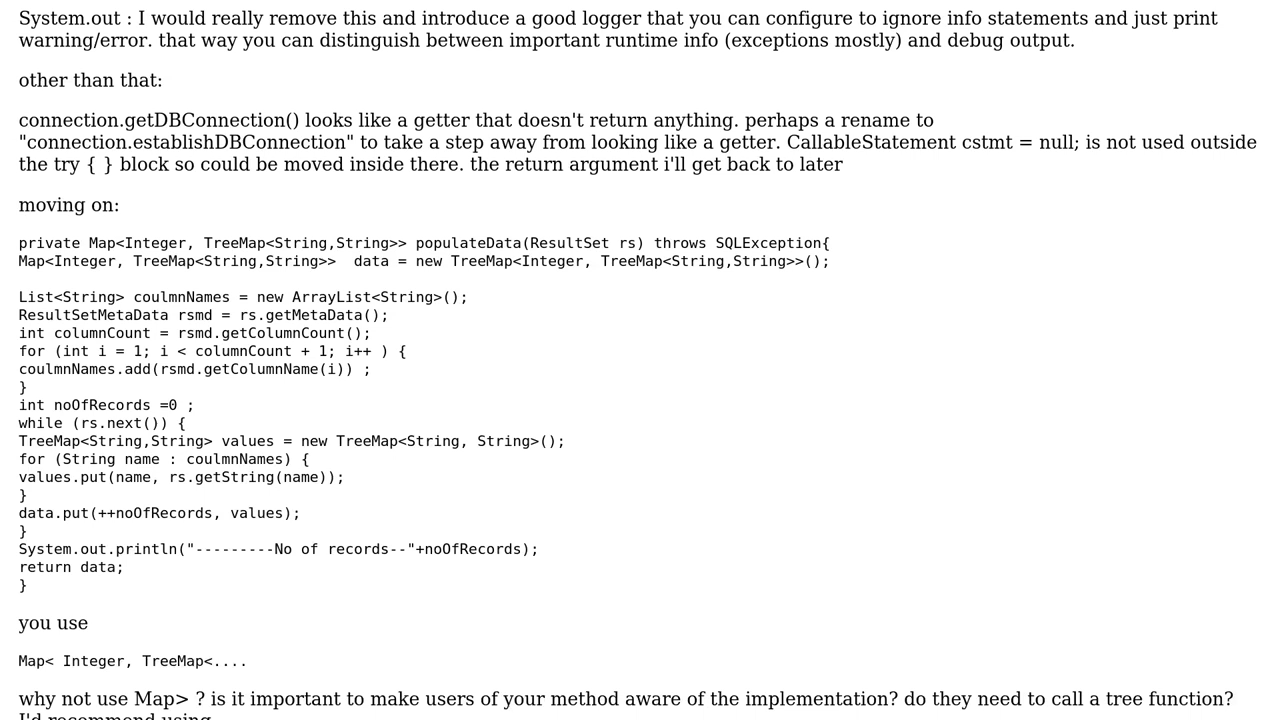 System.out : I would really remove this and introduce a good logger that you can configure to ignore info statements and just print
warning/error. that way you can distinguish between important runtime info (exceptions mostly) and debug output.
other than that:
connection.getDBConnection() looks like a getter that doesn't return anything. perhaps a rename to
"connection.establishDBConnection" to take a step away from looking like a getter. CallableStatement cstmt = null; is not used outside
the try { } block so could be moved inside there. the return argument i'll get back to later
moving on:
private Map<Integer, TreeMap<String,String>> populateData(ResultSet rs) throws SQLException{
Map<Integer, TreeMap<String,String>>  data = new TreeMap<Integer, TreeMap<String,String>>();
List<String> coulmnNames = new ArrayList<String>();
ResultSetMetaData rsmd = rs.getMetaData();
int columnCount = rsmd.getColumnCount();
for (int i = 1; i < columnCount + 1; i++ ) {
coulmnNames.add(rsmd.getColumnName(i)) ;
}
int noOfRecords =0 ;
while (rs.next()) {
TreeMap<String,String> values = new TreeMap<String, String>();
for (String name : coulmnNames) {
values.put(name, rs.getString(name));
}
data.put(++noOfRecords, values);
}
System.out.println("---------No of records--"+noOfRecords);
return data;
}
you use
Map< Integer, TreeMap<....
why not use Map> ? is it important to make users of your method aware of the implementation? do they need to call a tree function?
I'd recommend using